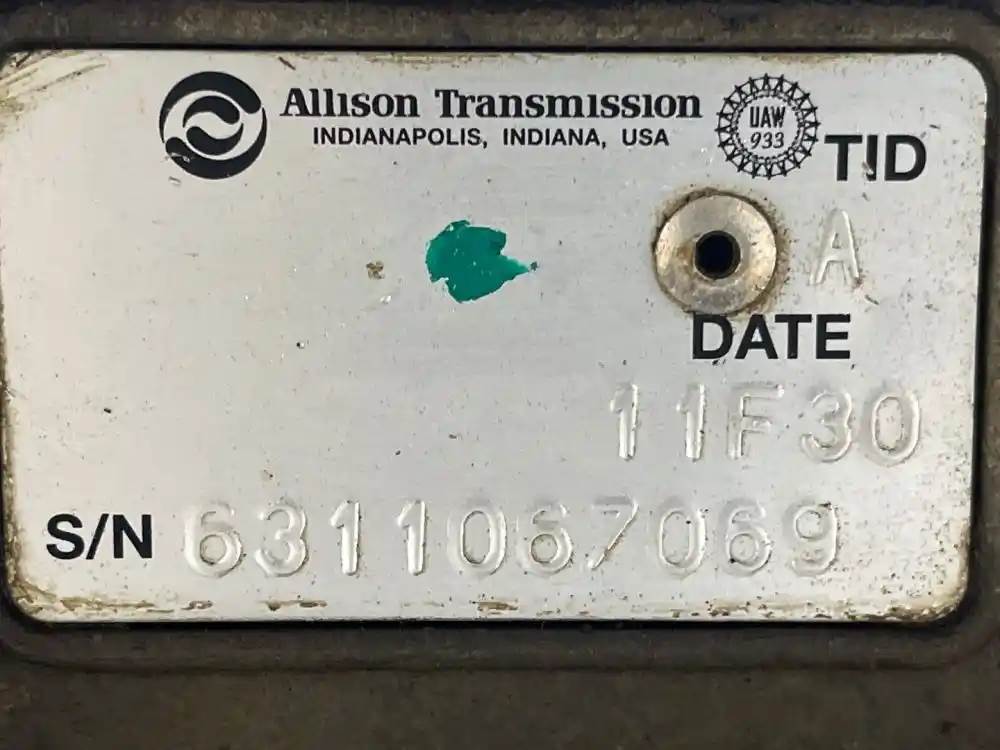 Allison Transmission
INDIANAPOLIS, INDIANA, USA
UAW
933
TID
A
DATE
11F30
S/N 6311067069